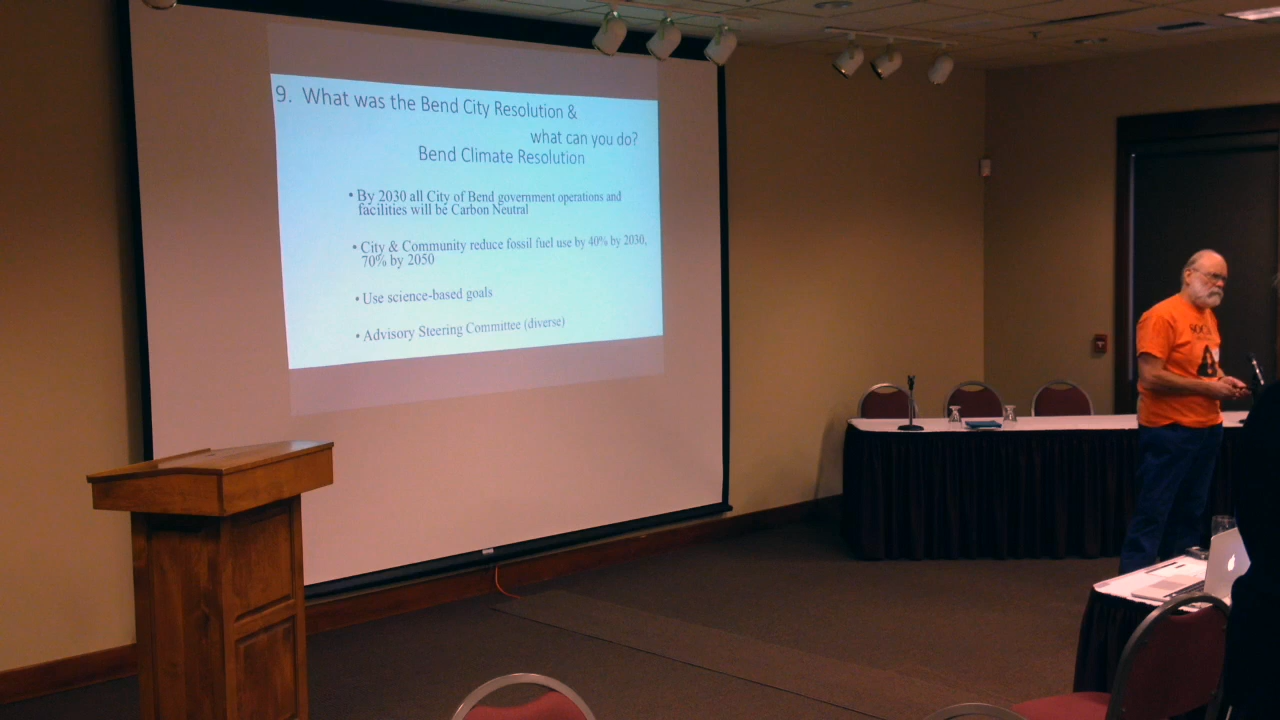 9. What was the Bend City Resolution &
what can you do?
Bend Climate Resolution
• By 2030 all City of Bend government operations and
facilities will be Carbon Neutral
• City & Community reduce fossil fuel use by 40% by 2030,
70% by 2050
• Use science-based goals
• Advisory Steering Committee (diverse)